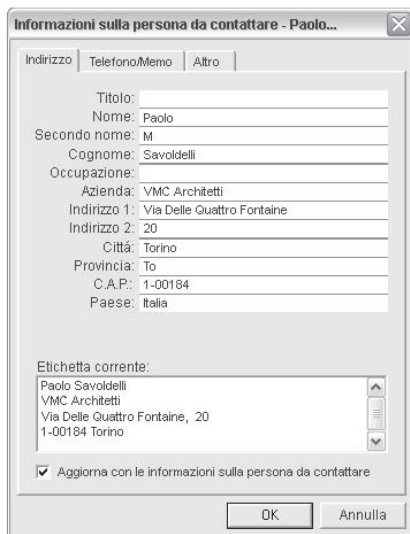 Informazioni sulla persona da contattare - Paolo...
Indirizzo Telefono/Memo Altro
Titolo:
Nome: Paolo
Secondo nome: M
Cognome: Savoldelli
Occupazione:
Azienda: VMC Architetti
Indirizzo 1: Via Delle Quattro Fontaine
Indirizzo 2: 20
Cittá: Torino
Provincia: To
C.A.P.: 1-00184
Paese: Italia
Etichetta corrente:
Paolo Savoldelli
VMC Architetti
Via Delle Quattro Fontaine, 20
1-00184 Torino
Aggiorna con le informazioni sulla persona da contattare
OK Annulla